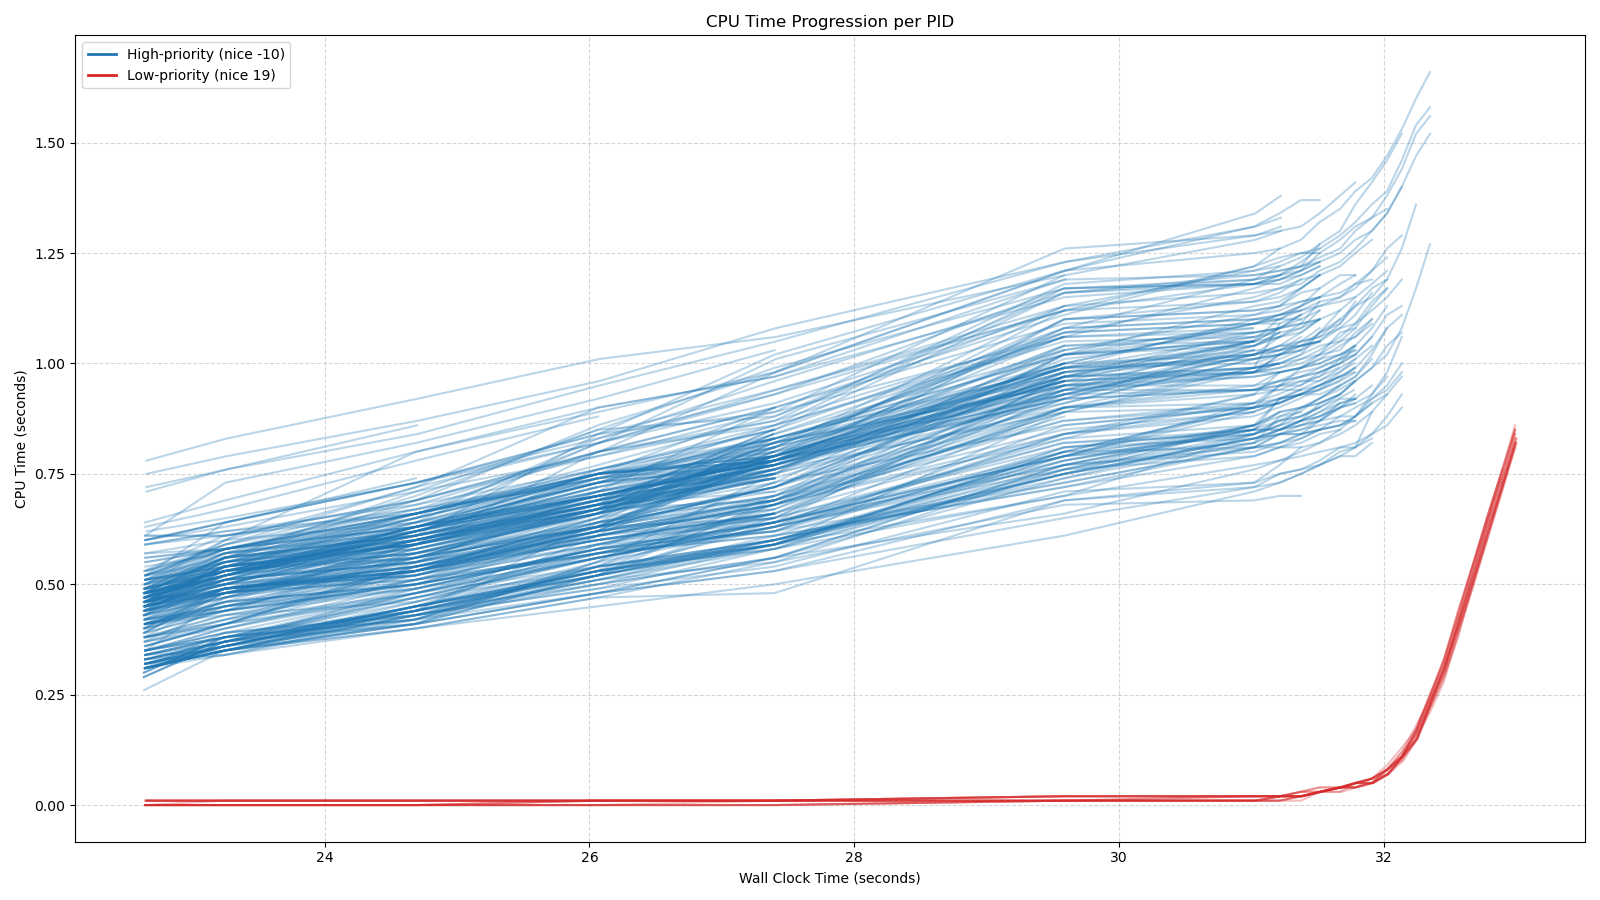 CPU Time Progression per PID
High-priority (nice -10)
Low-priority (nice 19)
1.50
1.25
1.00
0.75
0.50
0.25
0.00
CPU Time (seconds)
24 26 28 30 32
Wall Clock Time (seconds)